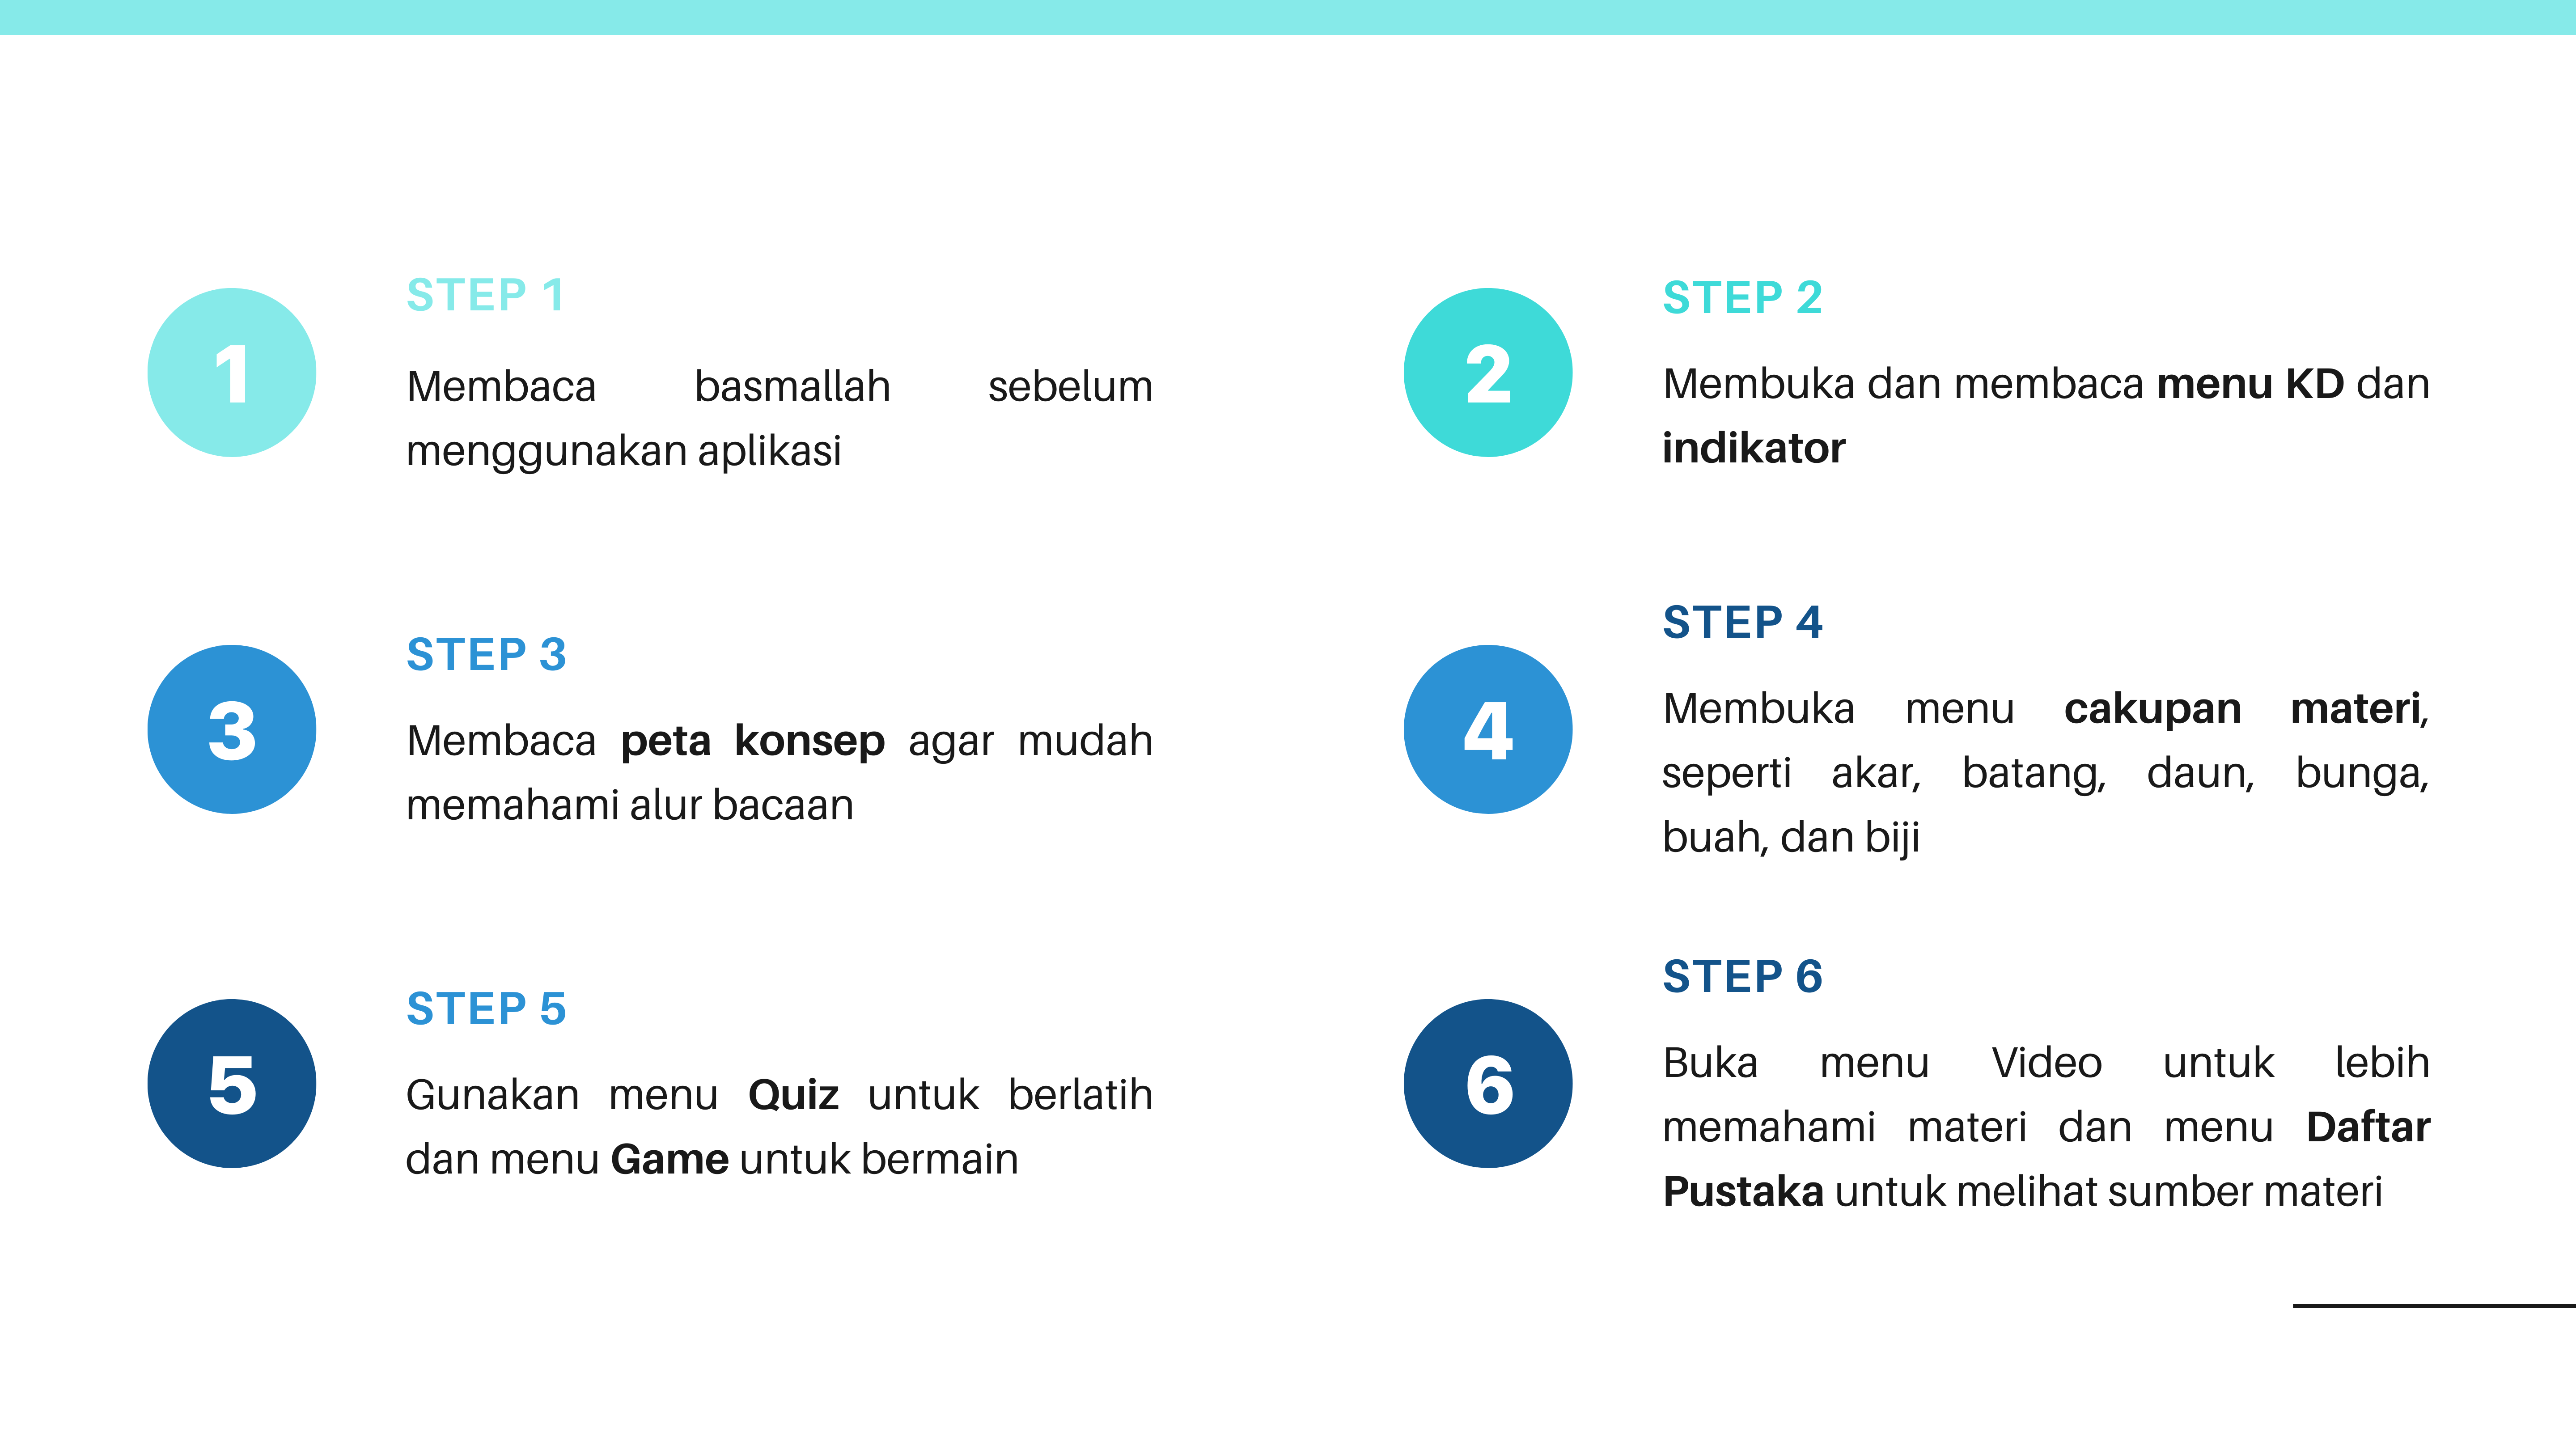 1
STEP 1
Membaca basmallah sebelum
menggunakan aplikasi
2
STEP 2
Membuka dan membaca menu KD dan
indikator
3
STEP 3
Membaca peta konsep agar mudah
memahami alur bacaan
4
STEP 4
Membuka menu cakupan materi,
seperti akar, batang, daun, bunga,
buah, dan biji
5
STEP 5
Gunakan menu Quiz untuk berlatih
dan menu Game untuk bermain
6
STEP 6
Buka menu Video untuk lebih
memahami materi dan menu Daftar
Pustaka untuk melihat sumber materi